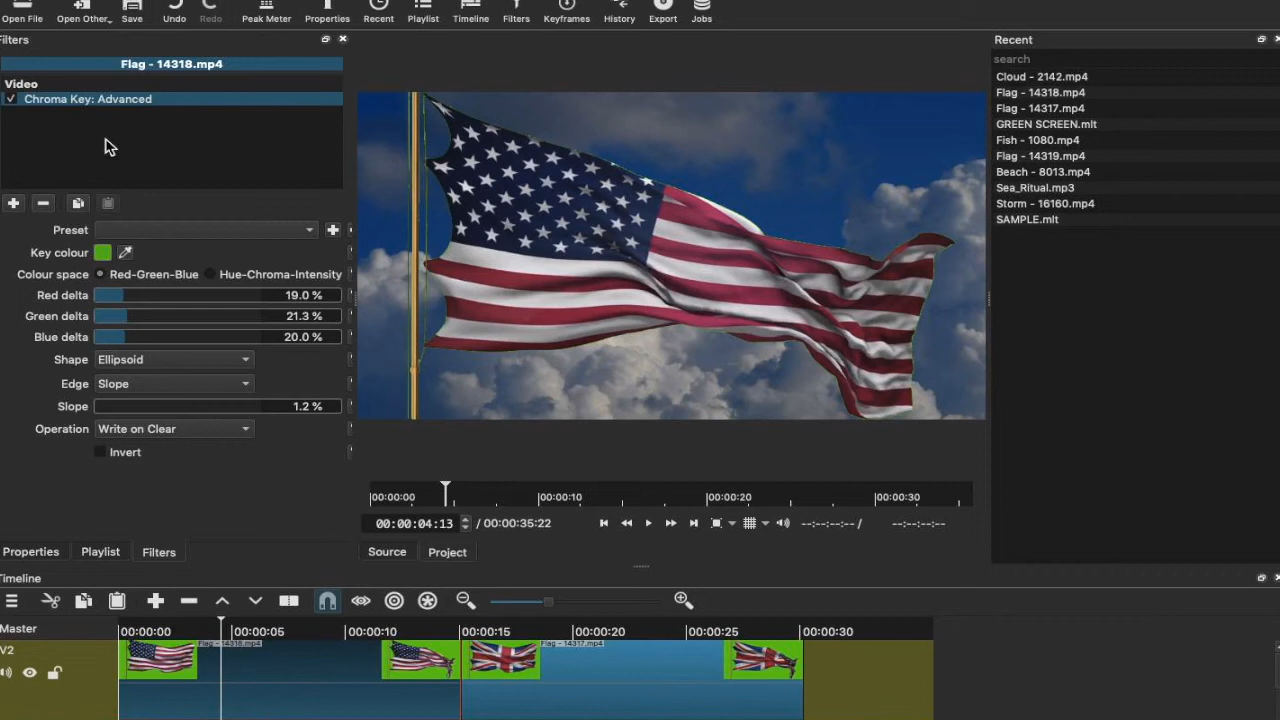 Open File Open Other.. Save Undo Redo Peak Meter Properties Recent Playlist Timeline Filters Keyframes History Export Jobs
Filters
Flag - 14318.mp4
Video
Chroma Key: Advanced
Preset
Key colour
Colour space Red-Green-Blue Hue-Chroma-Intensity
Red delta 19.0 %
Green delta 21.3 %
Blue delta 20.0 %
Shape Ellipsoid
Edge Slope
Slope 1.2 %
Operation Write on Clear
Invert
Properties Playlist Filters
00:00:00 00:00:10 00:00:20 00:00:30
00:00:04:13 / 00:00:35:22 --:--:--:-- / --:--:--:--
Source Project
Recent
search
Cloud - 2142.mp4
Flag - 14318.mp4
Flag - 14317.mp4
GREEN SCREEN.mlt
Fish - 1080.mp4
Flag - 14319.mp4
Beach - 8013.mp4
Sea_Ritual.mp3
Storm - 16160.mp4
SAMPLE.mlt
Timeline
Master 00:00:00 00:00:05 00:00:10 00:00:15 00:00:20 00:00:25 00:00:30
V2 Flag - 14318.mp4 Flag - 14317.mp4